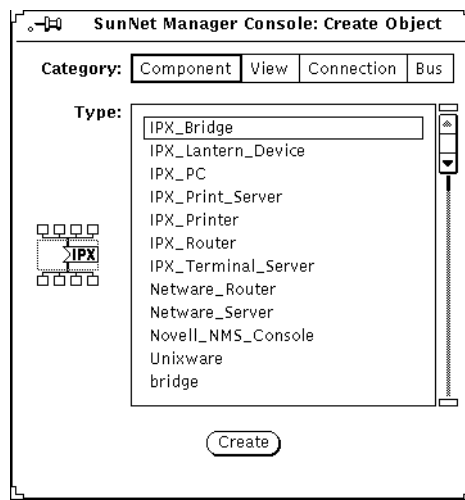 SunNet Manager Console: Create Object
Category: Component View Connection Bus
Type:
IPX_Bridge
IPX_Lantern_Device
IPX_PC
IPX_Print_Server
IPX_Printer
IPX_Router
IPX
IPX_Terminal_Server
Netware_Router
Netware_Server
Novell_NMS_Console
Unixware
bridge
Create